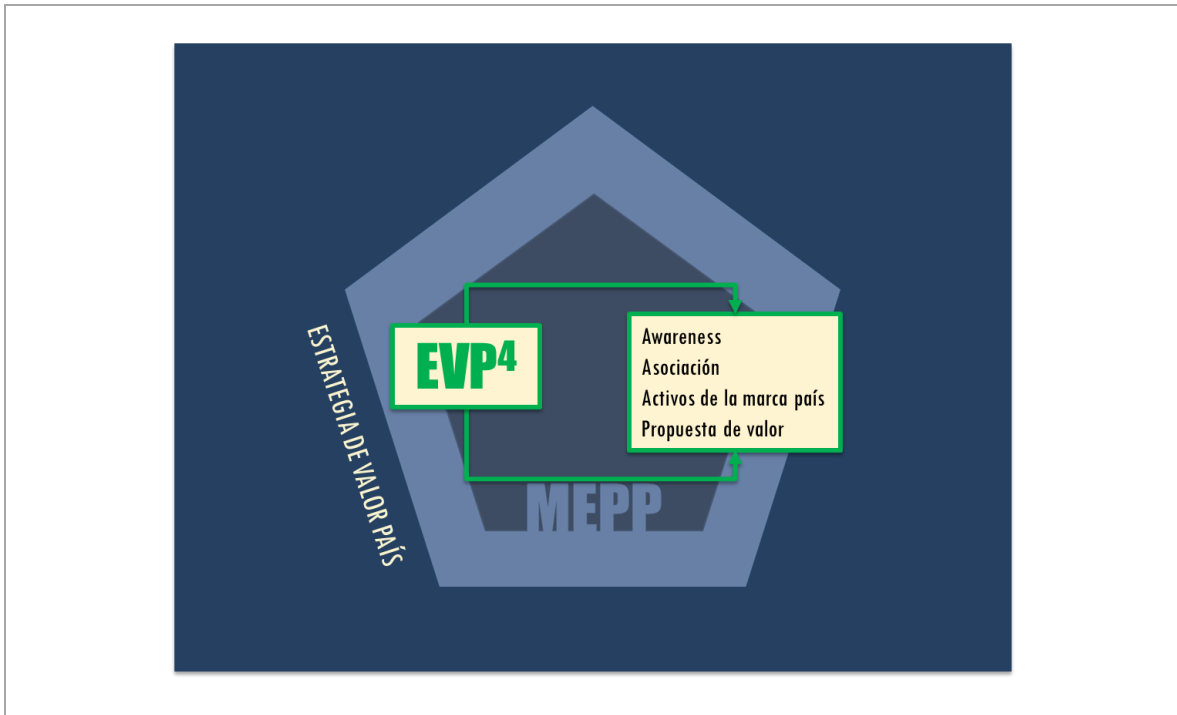 ESTRATEGIA DE VALOR PAÍS
EVP⁴
Awareness
Asociación
Activos de la marca país
Propuesta de valor
MEPP